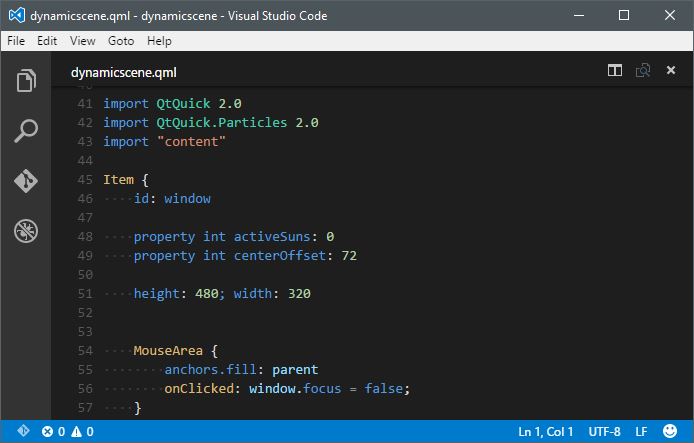 dynamicscene.qml - dynamicscene - Visual Studio Code
File Edit View Goto Help
dynamicscene.qml
40
41 import QtQuick 2.0
42 import QtQuick.Particles 2.0
43 import "content"
44
45 Item {
46 ····id: window
47
48 ····property int activeSuns: 0
49 ····property int centerOffset: 72
50
51 ····height: 480; width: 320
52
53
54 ····MouseArea {
55 ········anchors.fill: parent
56 ········onClicked: window.focus = false;
57 ····}
0 0 Ln 1, Col 1 UTF-8 LF